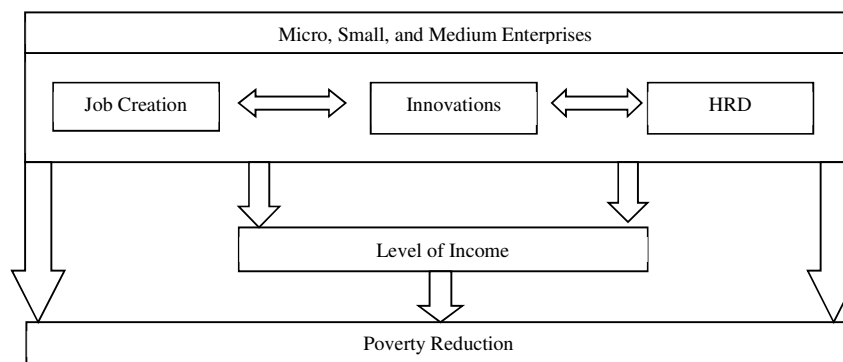 Micro, Small, and Medium Enterprises
Job Creation
Innovations
HRD
Level of Income
Poverty Reduction